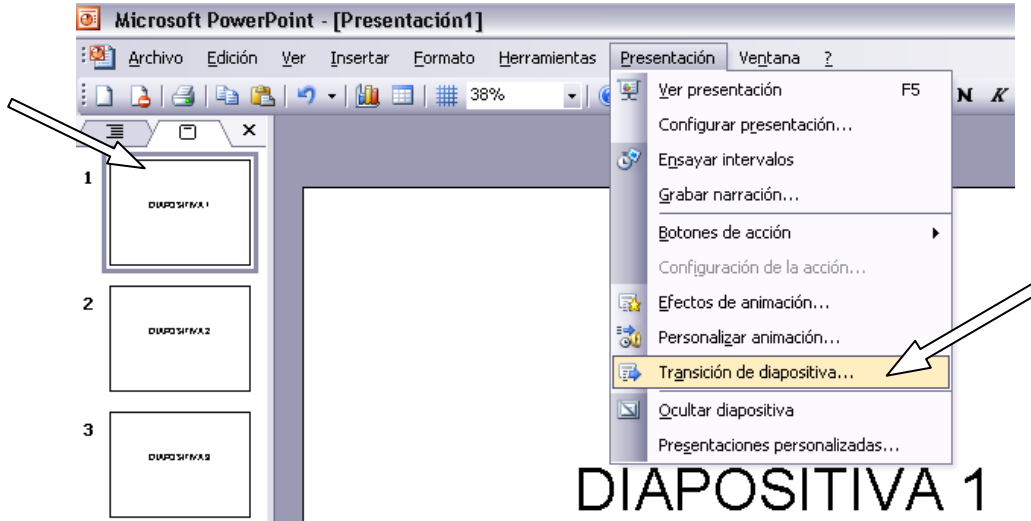 Microsoft PowerPoint - [Presentación1]
Archivo Edición Ver Insertar Formato Herramientas Presentación Ventana ?
38% N K
Ver presentación F5
Configurar presentación...
Ensayar intervalos
Grabar narración...
Botones de acción
Configuración de la acción...
Efectos de animación...
Personalizar animación...
Transición de diapositiva...
Ocultar diapositiva
Presentaciones personalizadas...
1
DIAPOSITIVA 1
2
DIAPOSITIVA 2
3
DIAPOSITIVA 3
DIAPOSITIVA 1